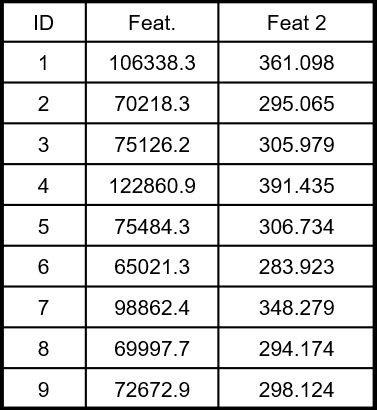 ID Feat. Feat 2
1 106338.3 361.098
2 70218.3 295.065
3 75126.2 305.979
4 122860.9 391.435
5 75484.3 306.734
6 65021.3 283.923
7 98862.4 348.279
8 69997.7 294.174
9 72672.9 298.124